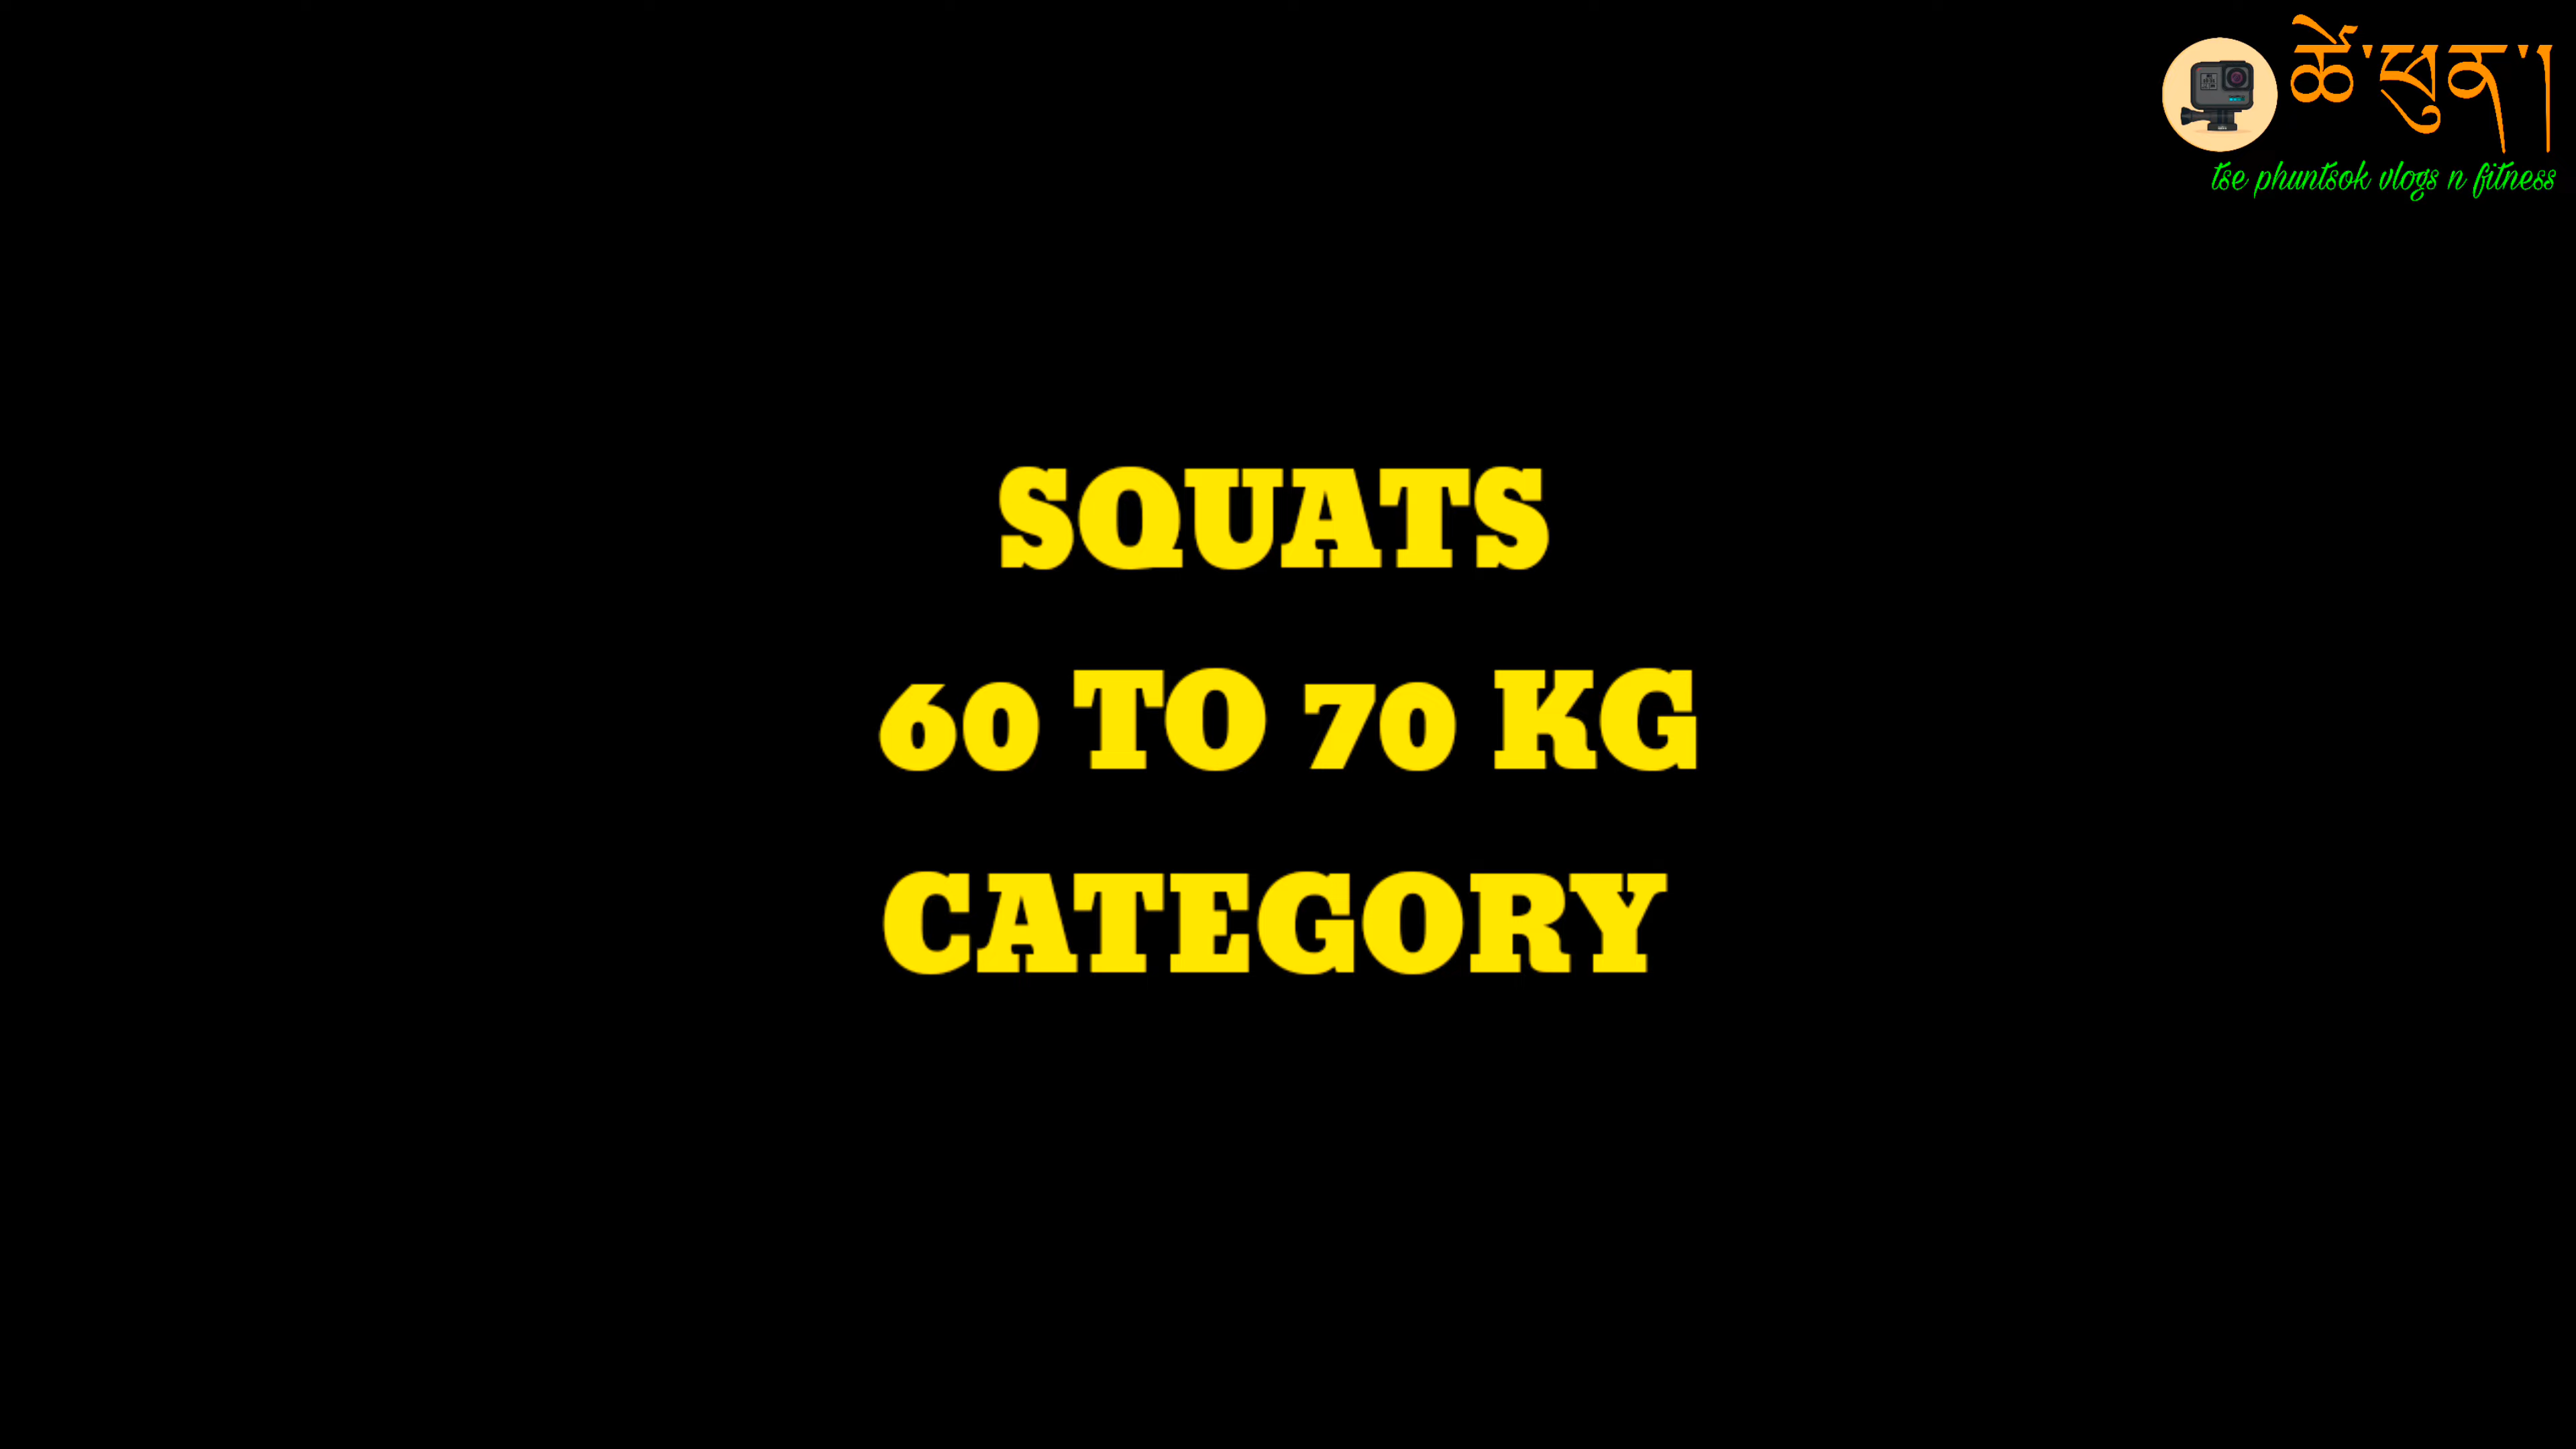 ཚེ་ཕུན་།
tse phuntsok vlogs n fitness
SQUATS
60 TO 70 KG
CATEGORY